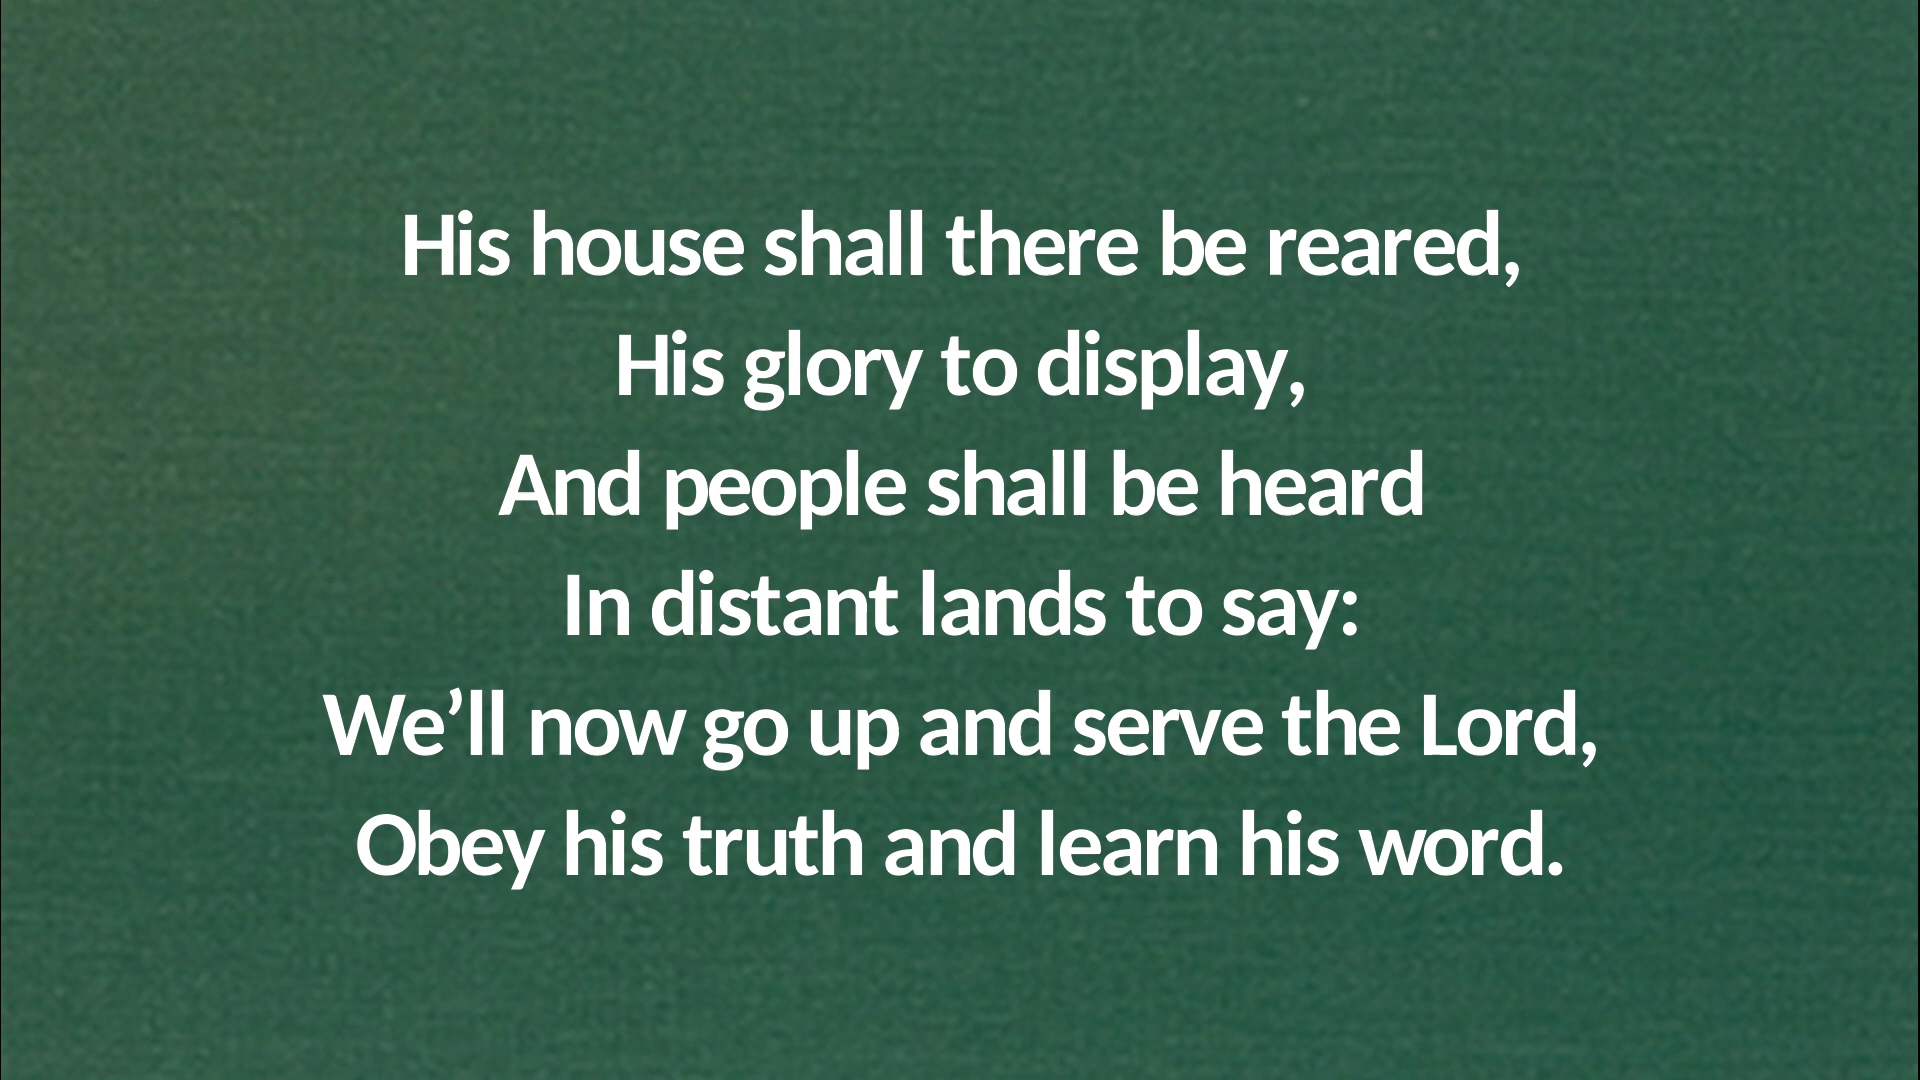 His house shall there be reared,
His glory to display,
And people shall be heard
In distant lands to say:
We’ll now go up and serve the Lord,
Obey his truth and learn his word.